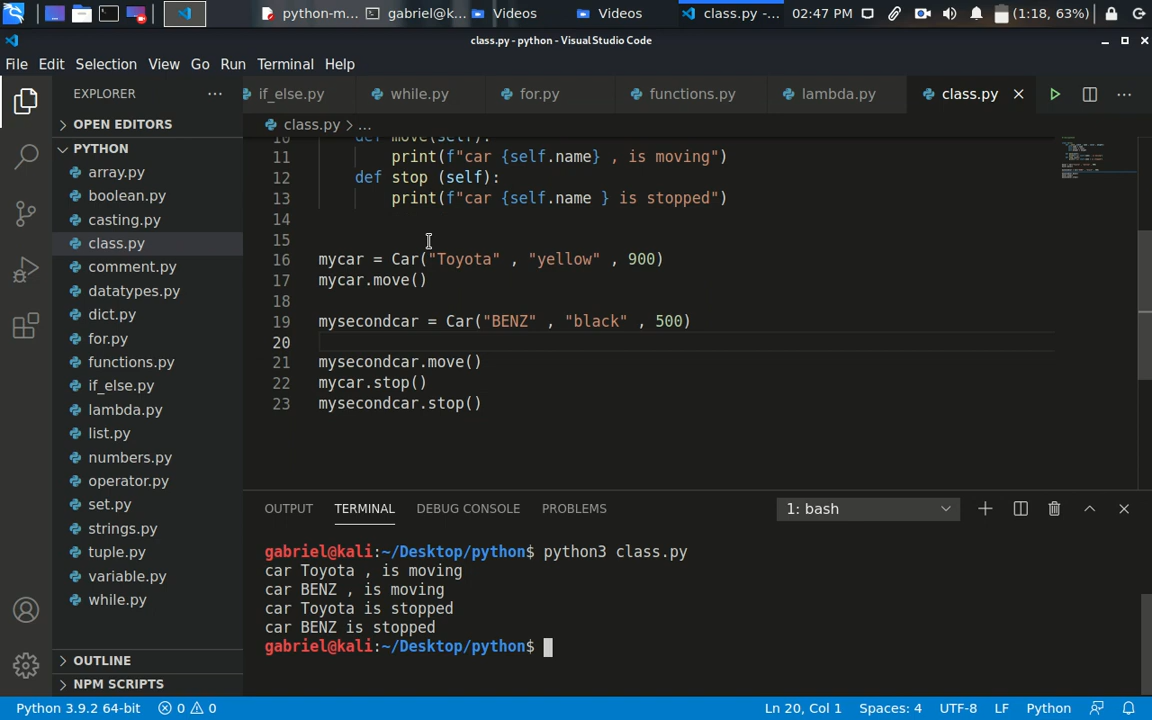 python-m... gabriel@k... Videos Videos class.py -... 02:47 PM (1:18, 63%)
class.py - python - Visual Studio Code
File Edit Selection View Go Run Terminal Help
EXPLORER ...
if_else.py while.py for.py functions.py lambda.py class.py
OPEN EDITORS
class.py > ...
PYTHON
array.py
boolean.py
casting.py
class.py
comment.py
datatypes.py
dict.py
for.py
functions.py
if_else.py
lambda.py
list.py
numbers.py
operator.py
set.py
strings.py
tuple.py
variable.py
while.py
OUTLINE
NPM SCRIPTS
10 def move(self):
11 print(f"car {self.name} , is moving")
12 def stop (self):
13 print(f"car {self.name } is stopped")
14
15
16 mycar = Car("Toyota" , "yellow" , 900)
17 mycar.move()
18
19 mysecondcar = Car("BENZ" , "black" , 500)
20
21 mysecondcar.move()
22 mycar.stop()
23 mysecondcar.stop()
OUTPUT TERMINAL DEBUG CONSOLE PROBLEMS 1: bash
gabriel@kali:~/Desktop/python$ python3 class.py
car Toyota , is moving
car BENZ , is moving
car Toyota is stopped
car BENZ is stopped
gabriel@kali:~/Desktop/python$
Python 3.9.2 64-bit 0 0 Ln 20, Col 1 Spaces: 4 UTF-8 LF Python